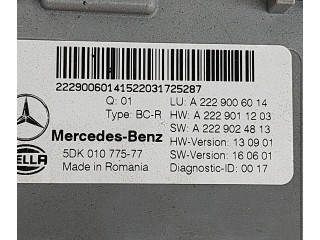 22290060141522031725287
Q: 01
LU: A 222 900 60 14
Type: BC-R
HW: A 222 901 12 03
Mercedes-Benz
SW: A 222 902 48 13
HW-Version: 13 09 01
5DK 010 775-77
SW-Version: 16 06 01
Made in Romania
Diagnostic-ID: 00 17
HELLA